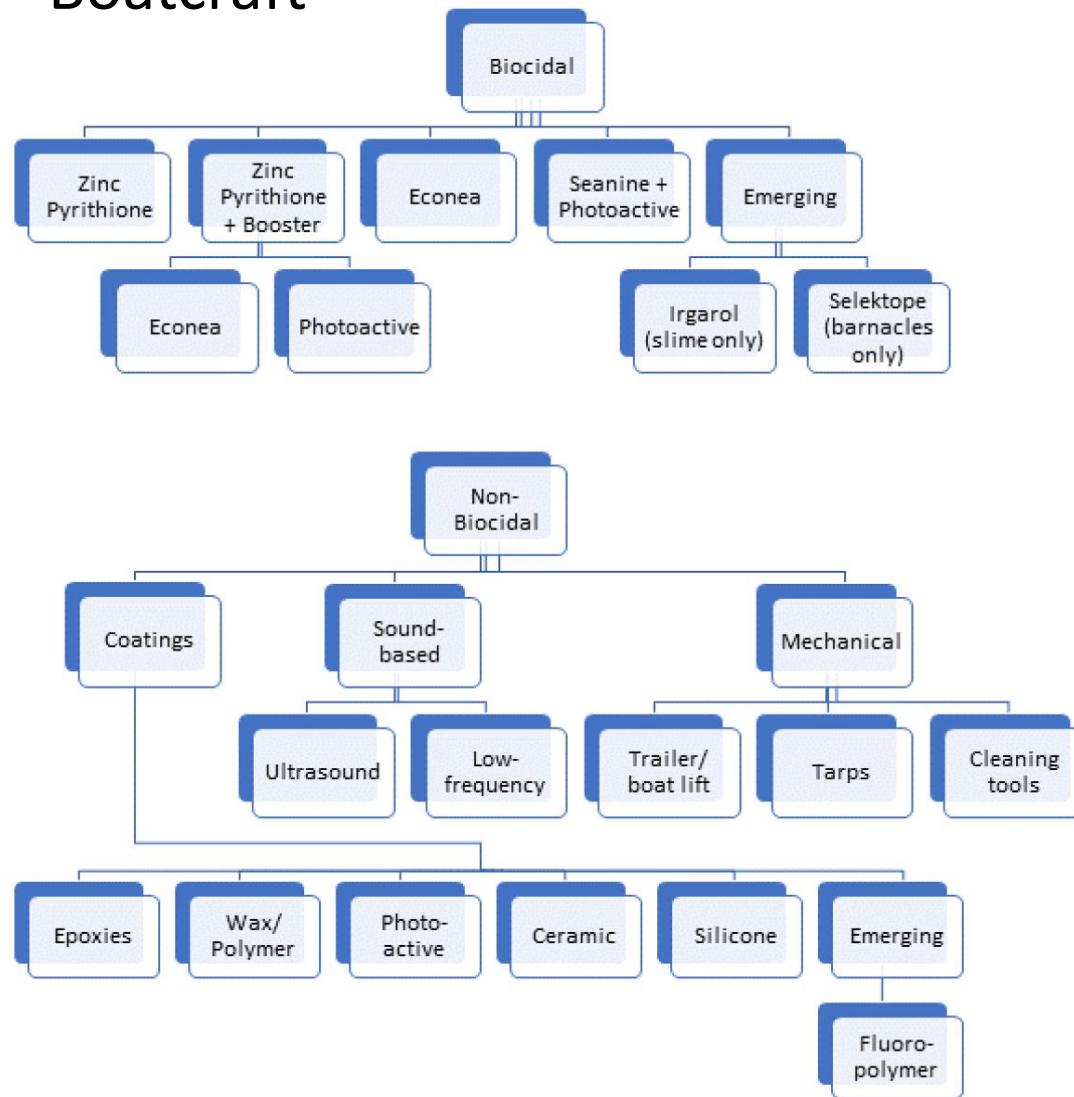 Biocidal
Zinc
Pyrithione
Zinc
Pyrithione
+ Booster
Econea
Seanine +
Photoactive
Emerging
Econea
Photoactive
Irgarol
(slime only)
Selektope
(barnacles
only)
Non-
Biocidal
Coatings
Sound-
based
Mechanical
Ultrasound
Low-
frequency
Trailer/
boat lift
Tarps
Cleaning
tools
Epoxies
Wax/
Polymer
Photo-
active
Ceramic
Silicone
Emerging
Fluoro-
polymer